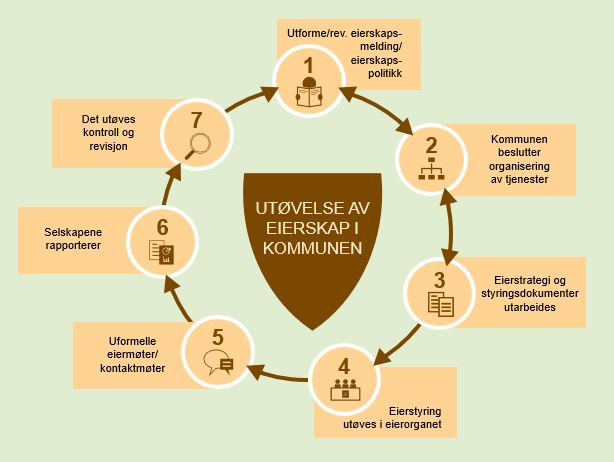 Utforme/rev. eierskaps-
melding/
eierskaps-
politikk
1
2
Kommunen
beslutter
organisering
av tjenester
3
Eierstrategi og
styringsdokumenter
utarbeides
4
Eierstyring
utøves i eierorganet
5
Uformelle
eiermøter/
kontaktmøter
6
Selskapene
rapporterer
7
Det utøves
kontroll og
revisjon
UTØVELSE AV
EIERSKAP I
KOMMUNEN